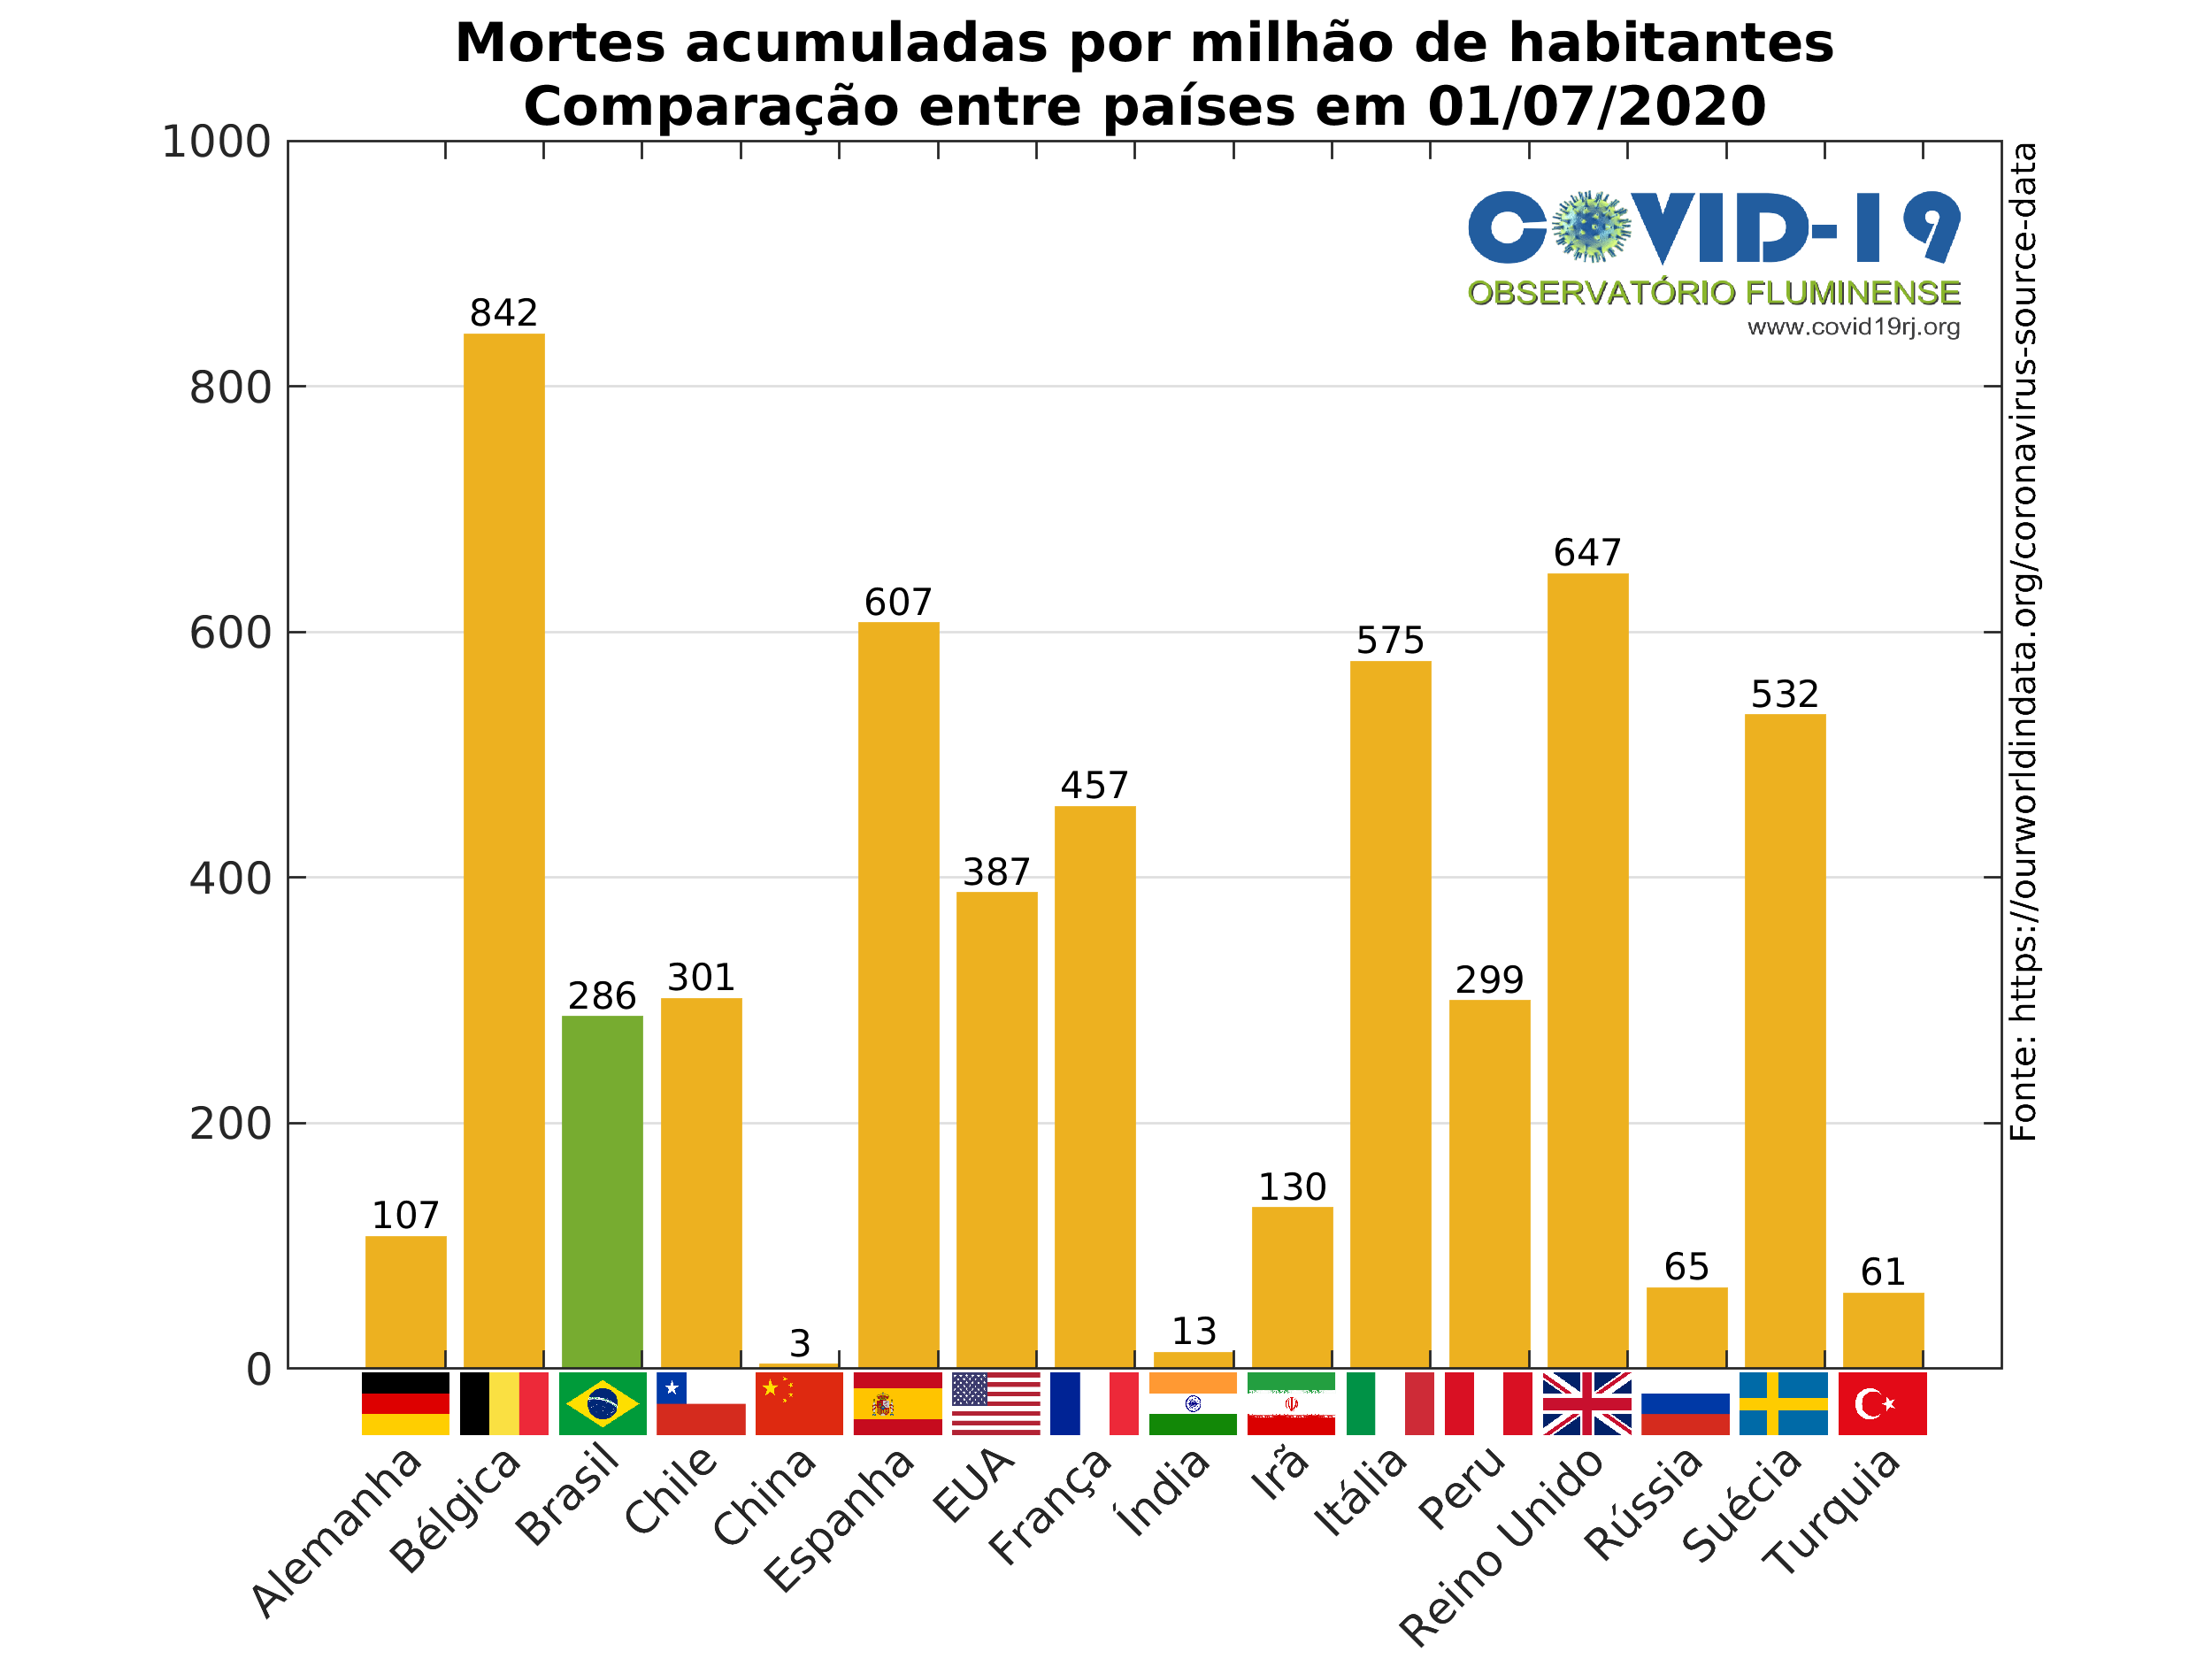 Mortes acumuladas por milhão de habitantes
Comparação entre países em 01/07/2020
1000
800
600
400
200
0
COVID-19
OBSERVATÓRIO FLUMINENSE
www.covid19rj.org
Fonte: https://ourworldindata.org/coronavirus-source-data
107
842
286
301
3
607
387
457
13
130
575
299
647
65
532
61
Alemanha
Bélgica
Brasil
Chile
China
Espanha
EUA
França
Índia
Irã
Itália
Peru
Reino Unido
Rússia
Suécia
Turquia